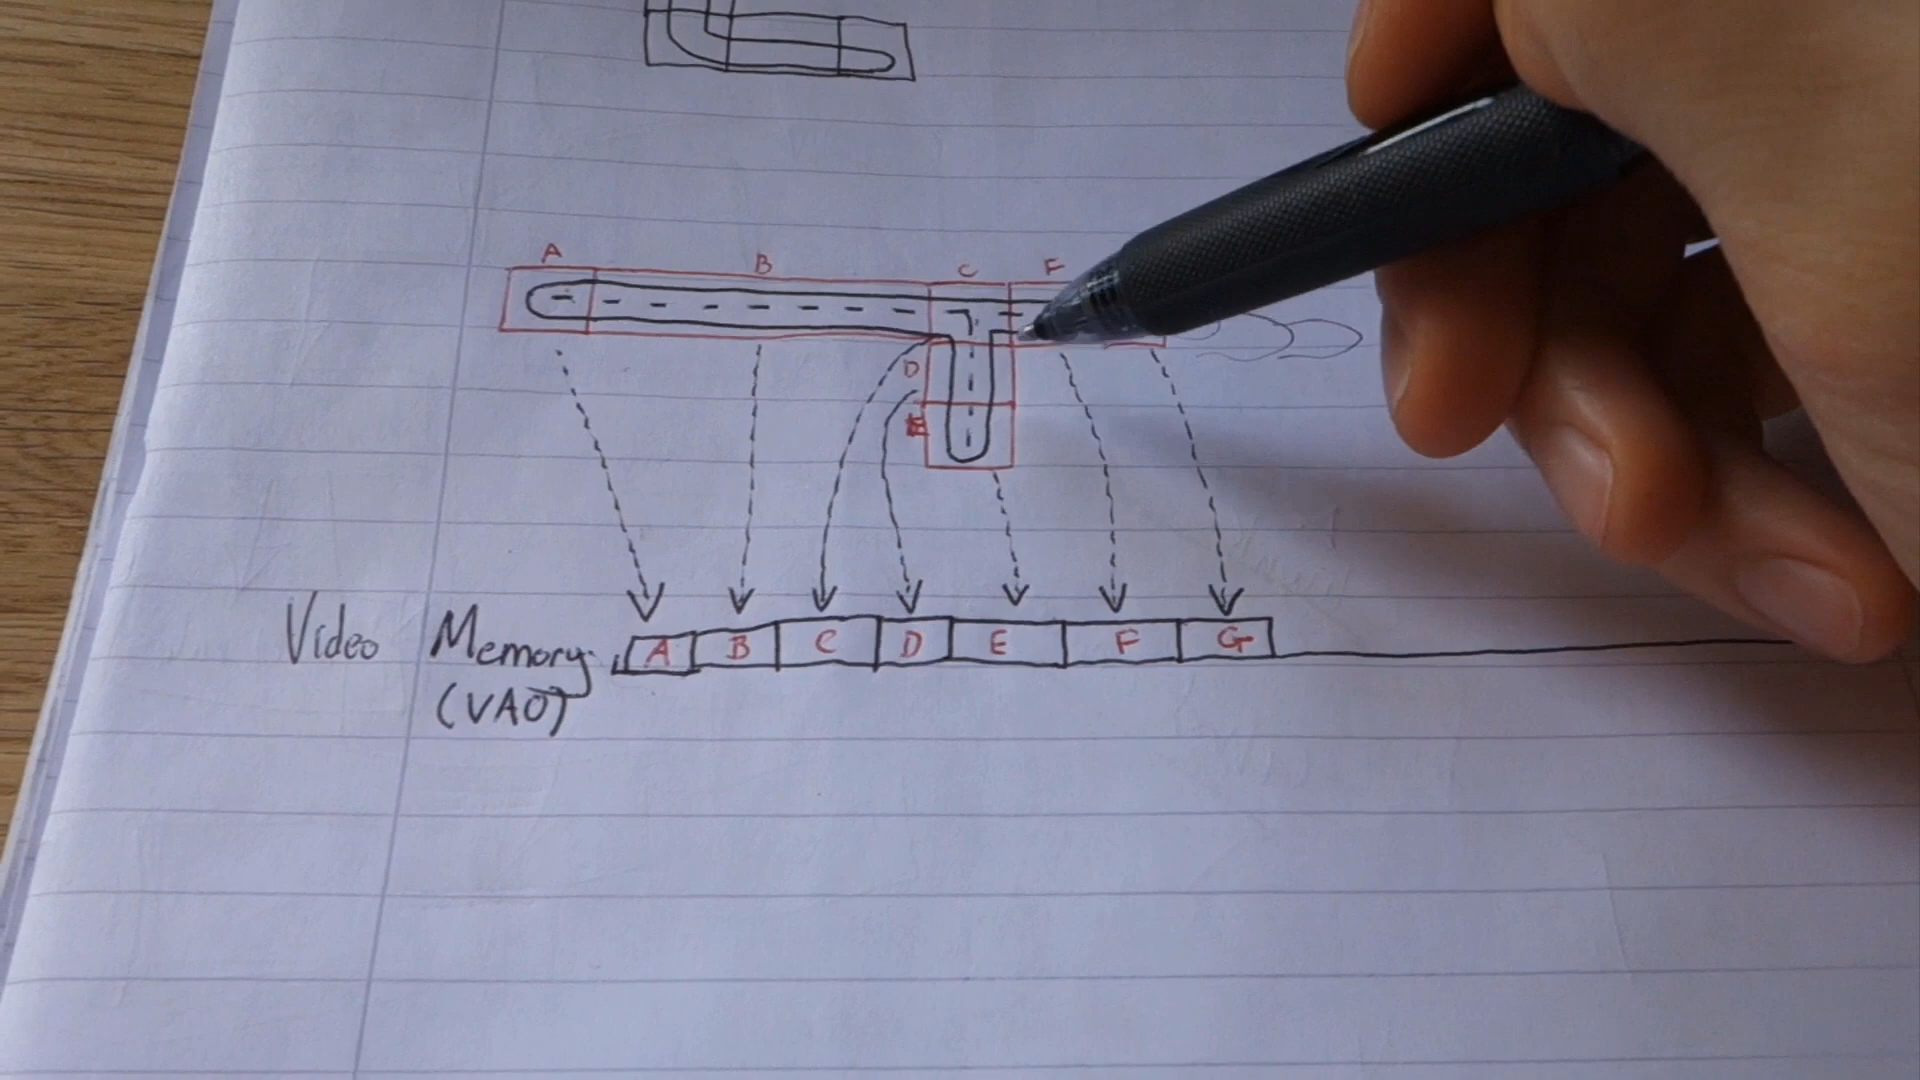 A B C F
D
E
Video Memory A B C D E F G
(VAO)